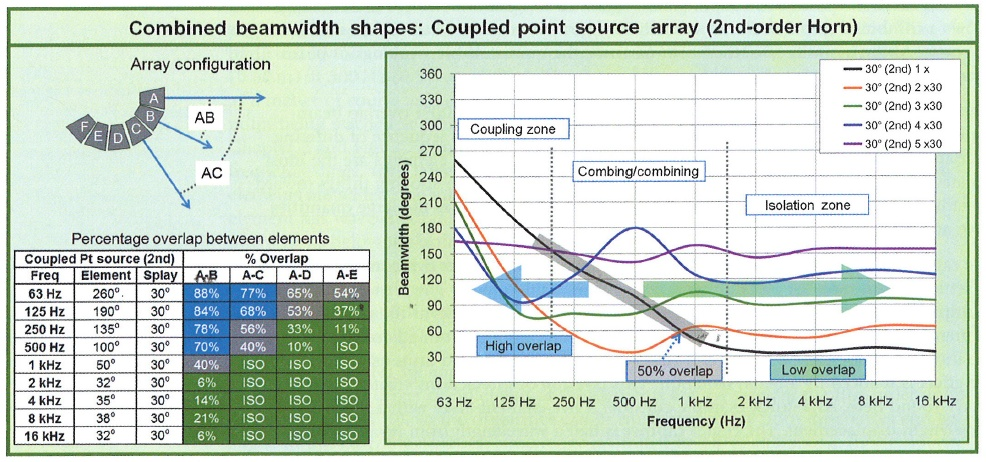 Combined beamwidth shapes: Coupled point source array (2nd-order Horn)
Array configuration
A
B
C
D
E
F
AB
AC
Percentage overlap between elements
Coupled Pt source (2nd) % Overlap
Freq Element Splay A-B A-C A-D A-E
63 Hz 260° 30° 88% 77% 65% 54%
125 Hz 190° 30° 84% 68% 53% 37%
250 Hz 135° 30° 78% 56% 33% 11%
500 Hz 100° 30° 70% 40% 10% ISO
1 kHz 50° 30° 40% ISO ISO ISO
2 kHz 32° 30° 6% ISO ISO ISO
4 kHz 35° 30° 14% ISO ISO ISO
8 kHz 38° 30° 21% ISO ISO ISO
16 kHz 32° 30° 6% ISO ISO ISO
Beamwidth (degrees)
360
330
300
270
240
210
180
150
120
90
60
30
0
30° (2nd) 1 x
30° (2nd) 2 x30
30° (2nd) 3 x30
30° (2nd) 4 x30
30° (2nd) 5 x30
Coupling zone
Combing/combining
Isolation zone
High overlap
50% overlap
Low overlap
63 Hz 125 Hz 250 Hz 500 Hz 1 kHz 2 kHz 4 kHz 8 kHz 16 kHz
Frequency (Hz)